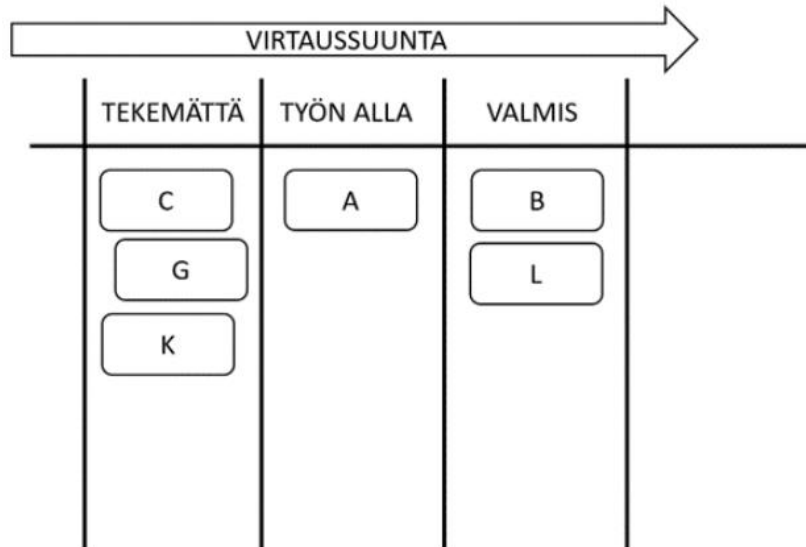 VIRTAUSSUUNTA
TEKEMÄTTÄ TYÖN ALLA VALMIS
C A B
G L
K